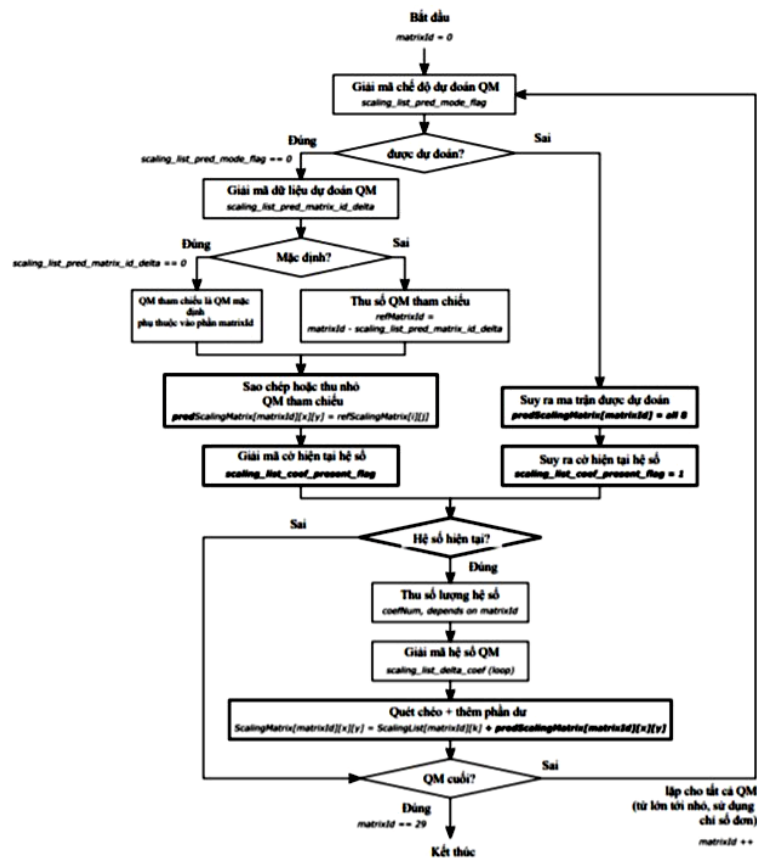 Bắt đầu
matrixId = 0
Giải mã chế độ dự đoán QM
scaling_list_pred_mode_flag
Đúng
Sai
scaling_list_pred_mode_flag == 0
được dự đoán?
Giải mã dữ liệu dự đoán QM
scaling_list_pred_matrix_id_delta
Đúng
Sai
scaling_list_pred_matrix_id_delta == 0
Mặc định?
QM tham chiếu là QM mặc
định
phụ thuộc vào phần matrixId
Thu số QM tham chiếu
refMatrixId =
matrixId - scaling_list_pred_matrix_id_delta
Sao chép hoặc thu nhỏ
QM tham chiếu
predScalingMatrix[matrixId][x][y] = refScalingMatrix[i][j]
Suy ra ma trận được dự đoán
predScalingMatrix[matrixId] = all 8
Giải mã cờ hiện tại hệ số
scaling_list_coef_present_flag
Suy ra cờ hiện tại hệ số
scaling_list_coef_present_flag = 1
Sai
Hệ số hiện tại?
Đúng
Thu số lượng hệ số
coefNum, depends on matrixId
Giải mã hệ số QM
scaling_list_delta_coef (loop)
Quét chéo + thêm phần dư
ScalingMatrix[matrixId][x][y] = ScalingList[matrixId][k] + predScalingMatrix[matrixId][x][y]
QM cuối?
Sai
Đúng
matrixId == 29
lặp cho tất cả QM
(từ lớn tới nhỏ, sử dụng
chỉ số đơn)
matrixId ++
Kết thúc